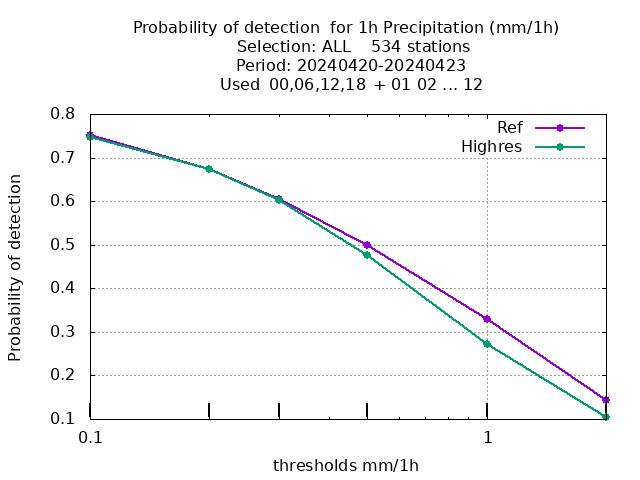 Probability of detection  for 1h Precipitation (mm/1h)
Selection: ALL    534 stations
Period: 20240420-20240423
Used  00,06,12,18  + 01 02 ... 12
Ref
Highres
0.8
0.7
0.6
0.5
0.4
0.3
0.2
0.1
Probability of detection
0.1
1
thresholds mm/1h